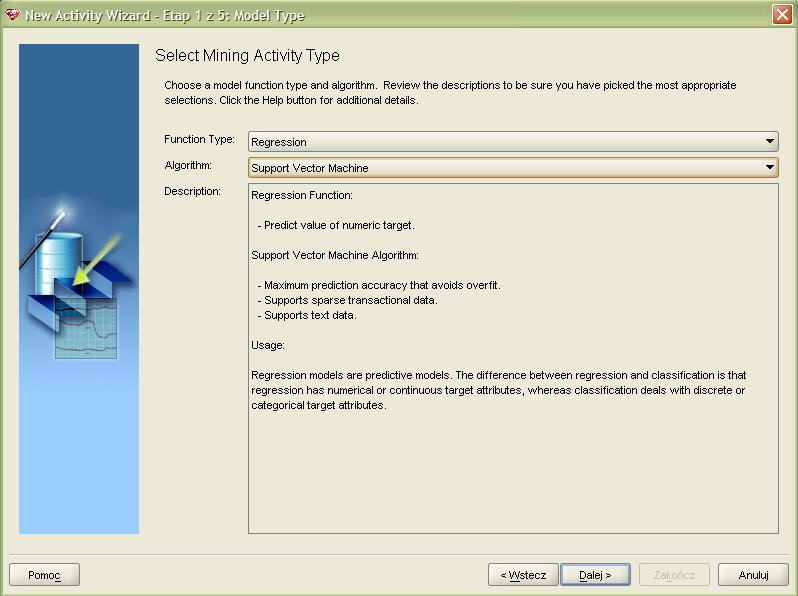 New Activity Wizard - Etap 1 z 5: Model Type
Select Mining Activity Type
Choose a model function type and algorithm. Review the descriptions to be sure you have picked the most appropriate
selections. Click the Help button for additional details.
Function Type: Regression
Algorithm: Support Vector Machine
Description: Regression Function:
- Predict value of numeric target.
Support Vector Machine Algorithm:
- Maximum prediction accuracy that avoids overfit.
- Supports sparse transactional data.
- Supports text data.
Usage:
Regression models are predictive models. The difference between regression and classification is that
regression has numerical or continuous target attributes, whereas classification deals with discrete or
categorical target attributes.
Pomoc < Wstecz Dalej > Zakończ Anuluj